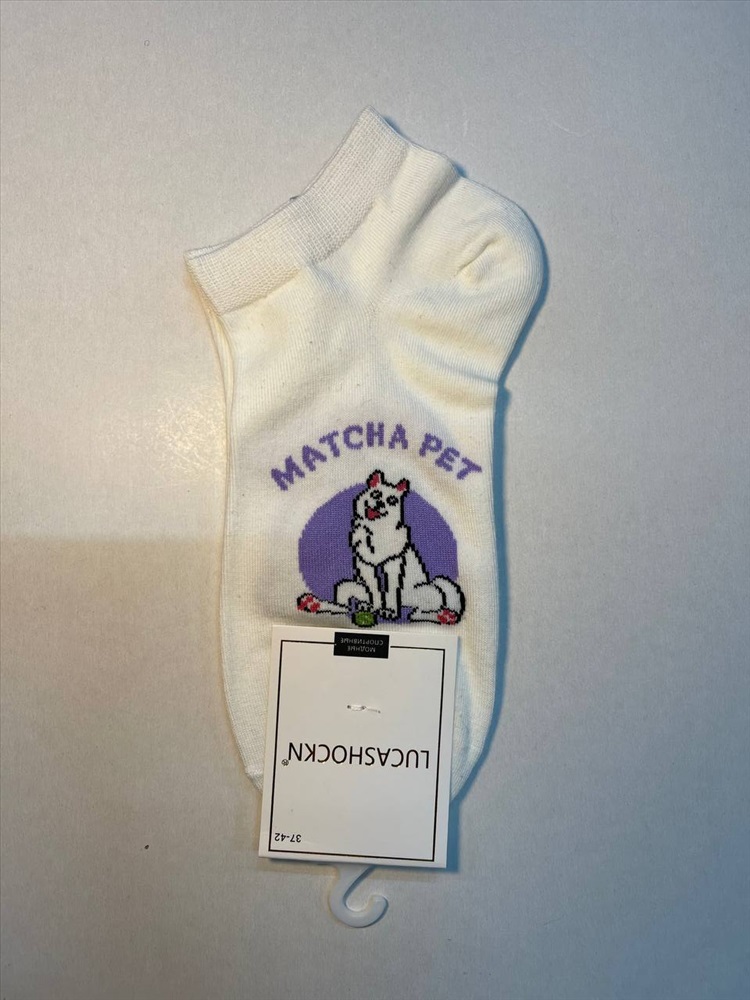 MATCHA PET
МОДНЫЕ
СПОРТИВНЫЕ
LUCASHOCKN®
37-42